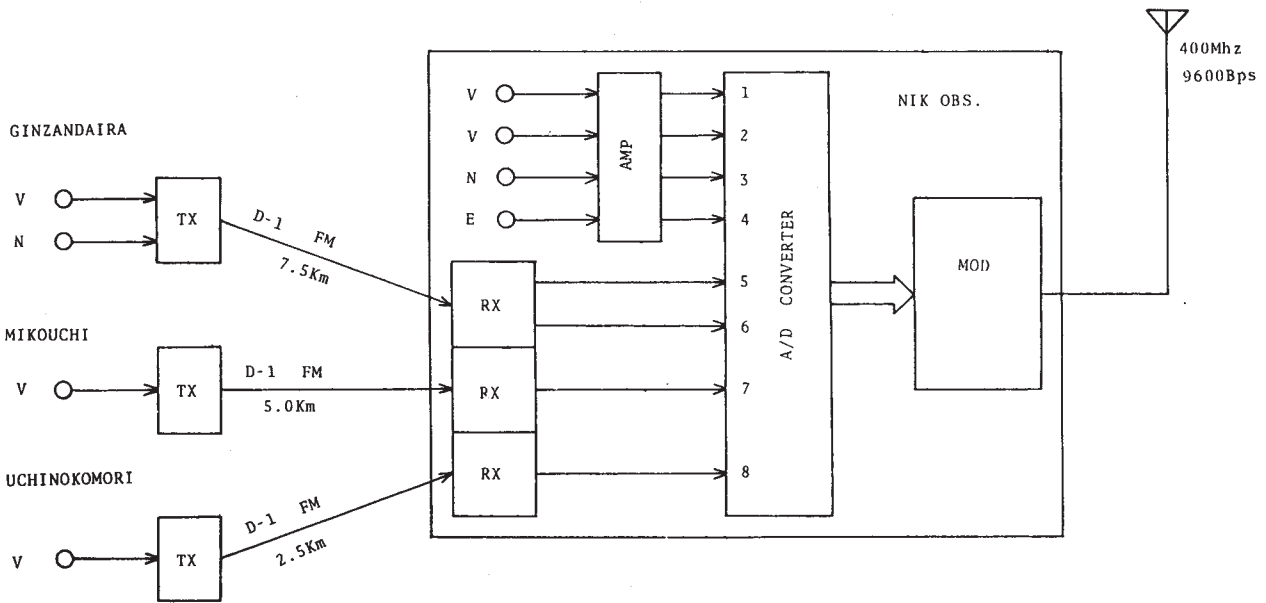 400Mhz
9600Bps
NIK OBS.
GINZANDAIRA
V
N
TX
D-1 FM
7.5Km
MIKOUCHI
V
TX
D-1 FM
5.0Km
UCHINOKOMORI
V
TX
D-1 FM
2.5Km
V
V
N
E
AMP
RX
RX
RX
1
2
3
4
5
6
7
8
A/D CONVERTER
MOD